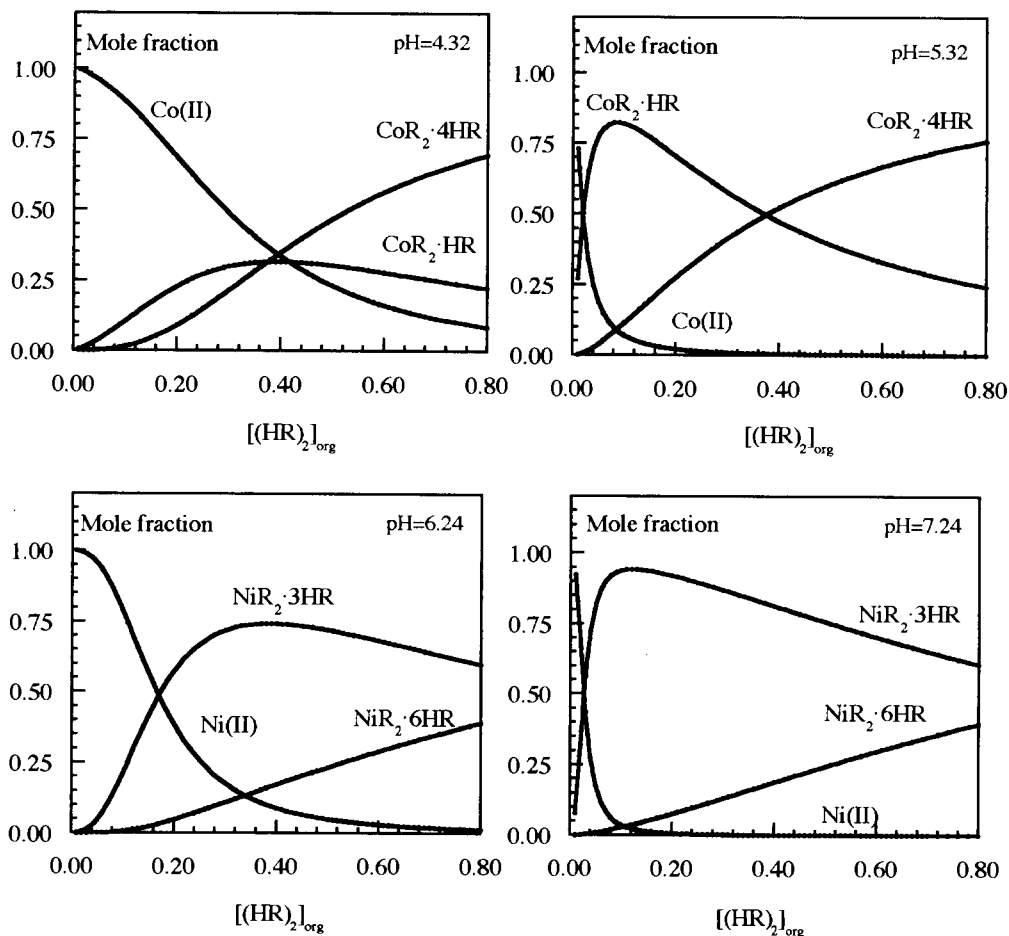 Mole fraction
pH=4.32
1.00
0.75
0.50
0.25
0.00
Co(II)
CoR2·4HR
CoR2·HR
0.00 0.20 0.40 0.60 0.80
[(HR)2]org
Mole fraction
pH=5.32
1.00
0.75
0.50
0.25
0.00
CoR2·HR
CoR2·4HR
Co(II)
0.00 0.20 0.40 0.60 0.80
[(HR)2]org
Mole fraction
pH=6.24
1.00
0.75
0.50
0.25
0.00
NiR2·3HR
Ni(II)
NiR2·6HR
0.00 0.20 0.40 0.60 0.80
[(HR)2]org
Mole fraction
pH=7.24
1.00
0.75
0.50
0.25
0.00
NiR2·3HR
NiR2·6HR
Ni(II)
0.00 0.20 0.40 0.60 0.80
[(HR)2]org